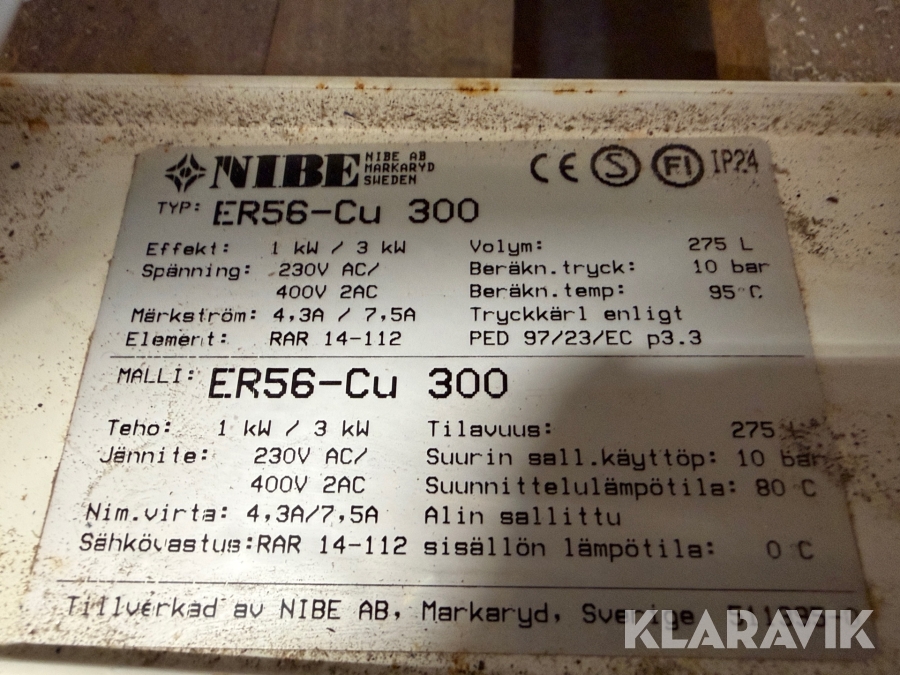 NIBE NIBE AB
MARKARYD
SWEDEN
CE S FI IP24
TYP: ER56-Cu 300
Effekt: 1 kW / 3 kW Volym: 275 L
Spänning: 230V AC/ Beräkn.tryck: 10 bar
400V 2AC Beräkn.temp: 95°C
Märkström: 4,3A / 7,5A Tryckkärl enligt
Element: RAR 14-112 PED 97/23/EC p3.3
MALLI: ER56-Cu 300
Teho: 1 kW / 3 kW Tilavuus: 275 L
Jännite: 230V AC/ Suurin sall.käyttöp: 10 bar
400V 2AC Suunnittelulämpötila: 80 C
Nim.virta: 4,3A/7,5A Alin sallittu
Sähkövastus:RAR 14-112 sisällön lämpötila: 0 C
Tillverkad av NIBE AB, Markaryd, Sverige
KLARAVIK